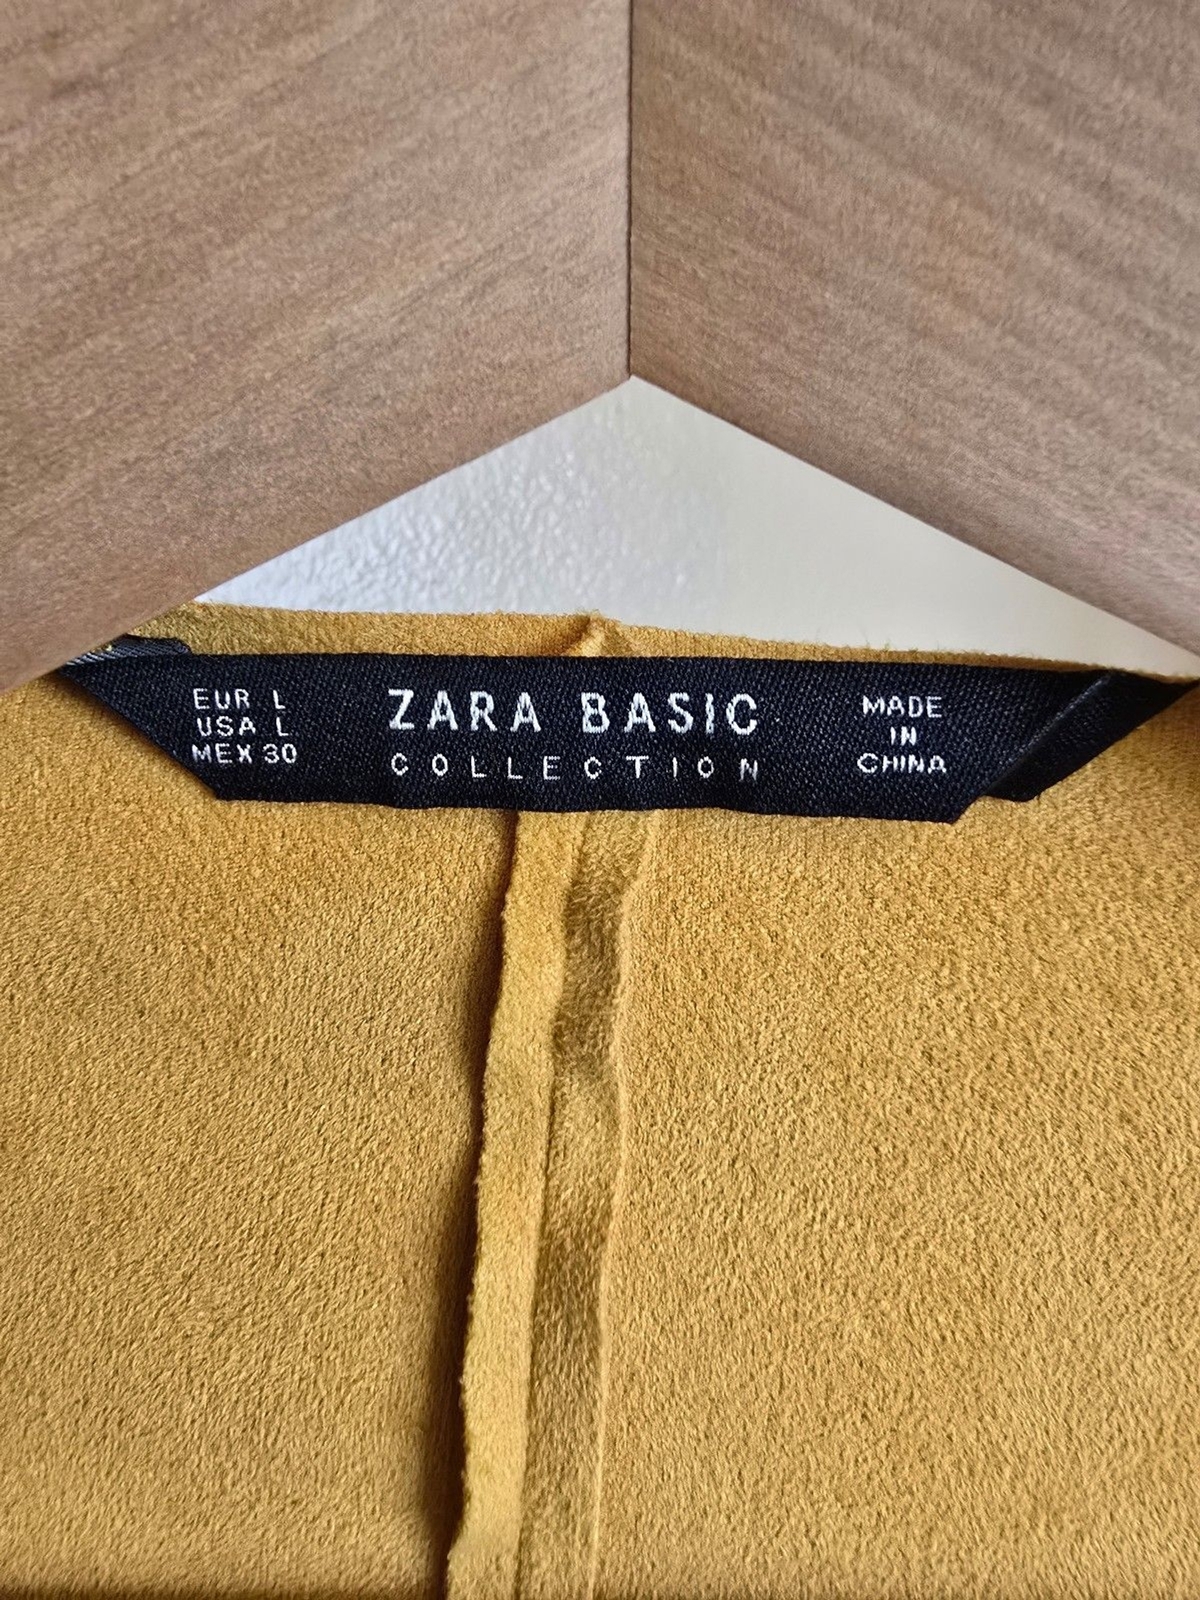 EUR L
USA L
MEX 30
ZARA BASIC
COLLECTION
MADE
IN
CHINA